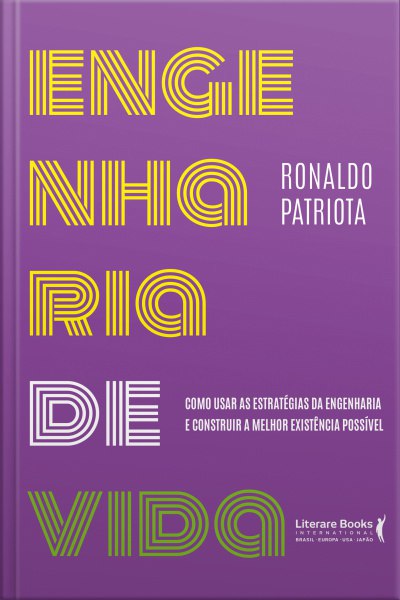 ENGE
NHA
RIA
DE
VIDA
RONALDO
PATRIOTA
COMO USAR AS ESTRATÉGIAS DA ENGENHARIA
E CONSTRUIR A MELHOR EXISTÊNCIA POSSÍVEL
Literare Books
INTERNATIONAL
BRASIL · EUROPA · USA · JAPÃO